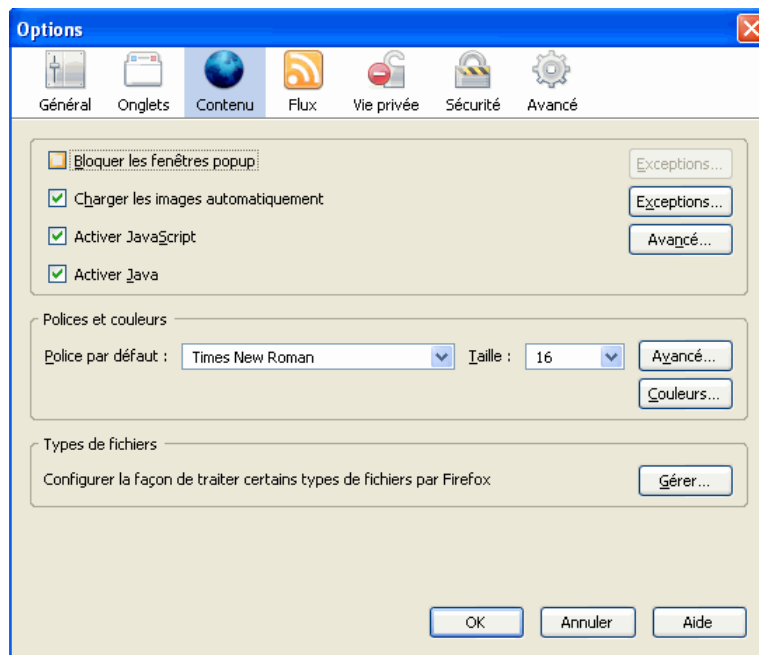 Options
Général Onglets Contenu Flux Vie privée Sécurité Avancé
Bloquer les fenêtres popup Exceptions...
Charger les images automatiquement Exceptions...
Activer JavaScript Avancé...
Activer Java
Polices et couleurs
Police par défaut : Times New Roman Taille : 16 Avancé...
Couleurs...
Types de fichiers
Configurer la façon de traiter certains types de fichiers par Firefox Gérer...
OK Annuler Aide